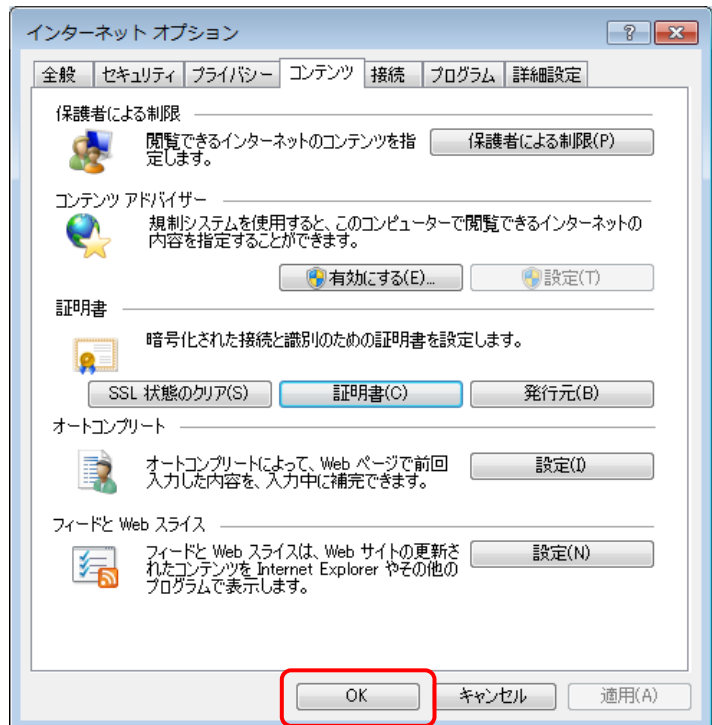 インターネット オプション
全般 セキュリティ プライバシー コンテンツ 接続 プログラム 詳細設定
保護者による制限
閲覧できるインターネットのコンテンツを指
定します。
保護者による制限(P)
コンテンツ アドバイザー
規制システムを使用すると、このコンピューターで閲覧できるインターネットの
内容を指定することができます。
有効にする(E)... 設定(T)
証明書
暗号化された接続と識別のための証明書を設定します。
SSL 状態のクリア(S) 証明書(C) 発行元(B)
オートコンプリート
オートコンプリートによって、Web ページで前回
入力した内容を、入力中に補完できます。
設定(I)
フィードと Web スライス
フィードと Web スライスは、Web サイトの更新さ
れたコンテンツを Internet Explorer やその他の
プログラムで表示します。
設定(N)
OK キャンセル 適用(A)